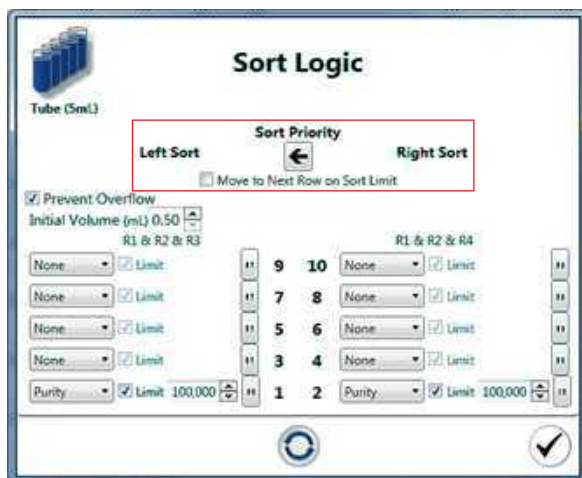 Sort Logic
Tube (5mL)
Sort Priority
Left Sort Right Sort
Move to Next Row on Sort Limit
Prevent Overflow
Initial Volume (mL) 0.50
R1 & R2 & R3 R1 & R2 & R4
None Limit 9 10 None Limit
None Limit 7 8 None Limit
None Limit 5 6 None Limit
None Limit 3 4 None Limit
Purity Limit 100,000 1 2 Purity Limit 100,000